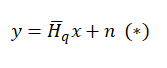 y = H̅_q x + n (*)